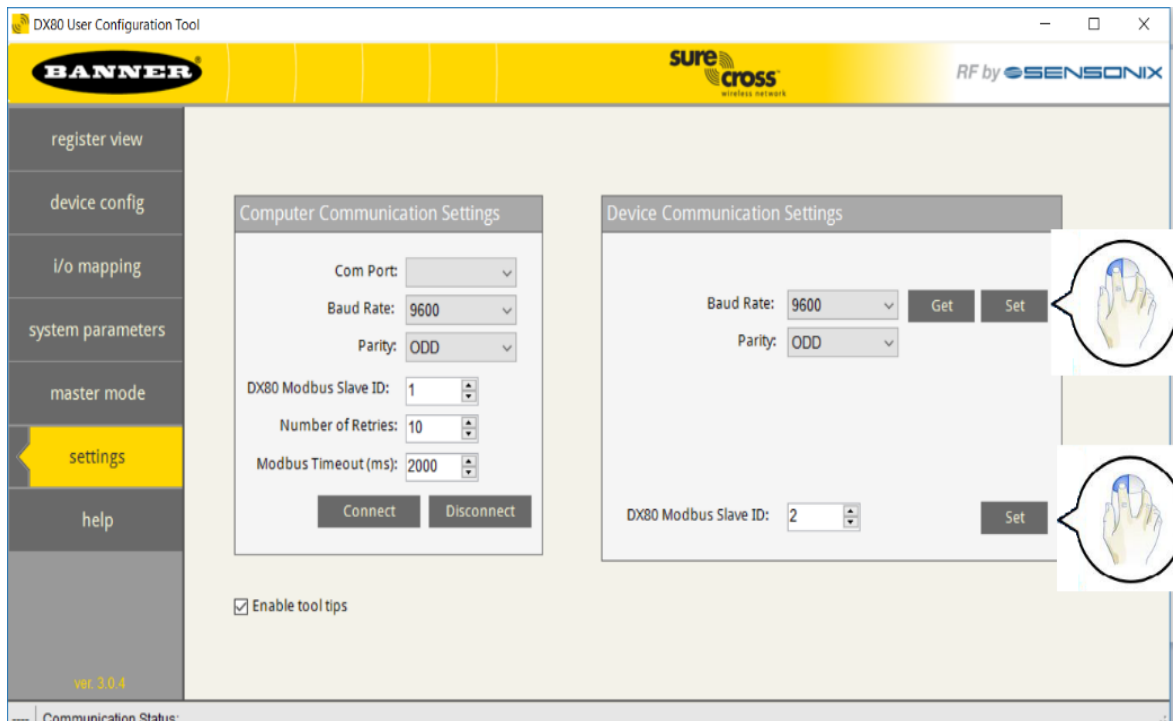 DX80 User Configuration Tool
BANNER
sure cross
wireless network
RF by SENSONIX
register view
device config
i/o mapping
system parameters
master mode
settings
help
ver. 3.0.4
Computer Communication Settings
Com Port:
Baud Rate: 9600
Parity: ODD
DX80 Modbus Slave ID: 1
Number of Retries: 10
Modbus Timeout (ms): 2000
Connect Disconnect
Device Communication Settings
Baud Rate: 9600 Get Set
Parity: ODD
DX80 Modbus Slave ID: 2 Set
Enable tool tips
---- Communication Status: